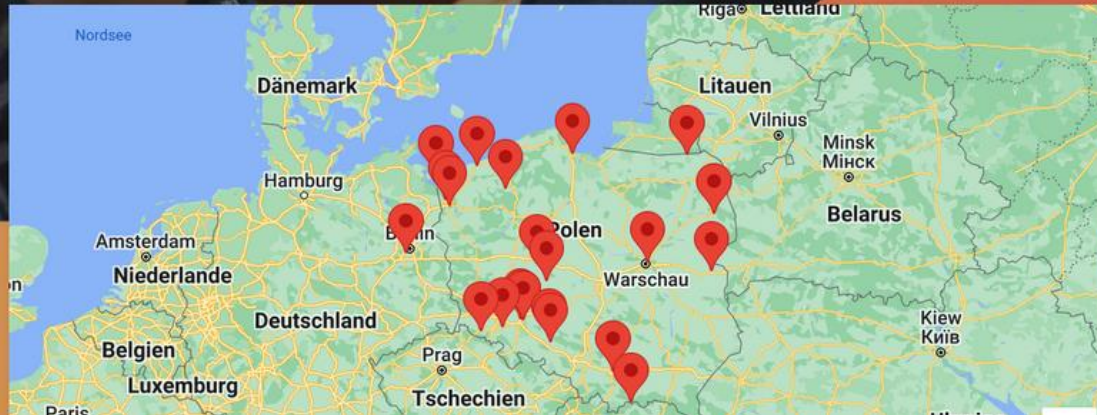 Riga
Lettland
Nordsee
Dänemark
Litauen
Vilnius
Minsk
Мінск
Hamburg
Belarus
Amsterdam
Polen
Niederlande
Warschau
Deutschland
Kiew
Київ
Belgien
Prag
Luxemburg
Tschechien
Paris